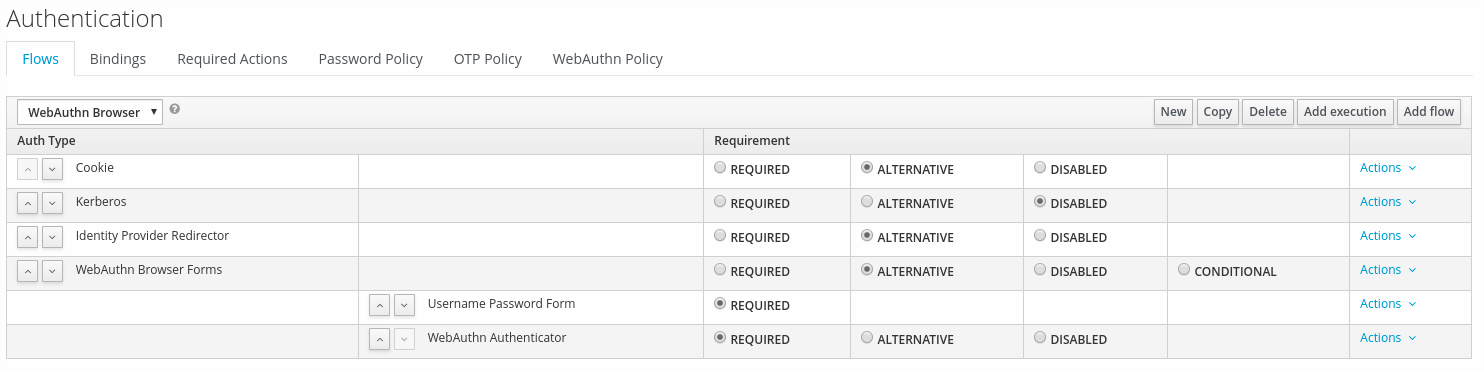 Authentication
Flows Bindings Required Actions Password Policy OTP Policy WebAuthn Policy
WebAuthn Browser New Copy Delete Add execution Add flow
Auth Type Requirement
Cookie REQUIRED ALTERNATIVE DISABLED Actions
Kerberos REQUIRED ALTERNATIVE DISABLED Actions
Identity Provider Redirector REQUIRED ALTERNATIVE DISABLED Actions
WebAuthn Browser Forms REQUIRED ALTERNATIVE DISABLED CONDITIONAL Actions
Username Password Form REQUIRED Actions
WebAuthn Authenticator REQUIRED ALTERNATIVE DISABLED Actions